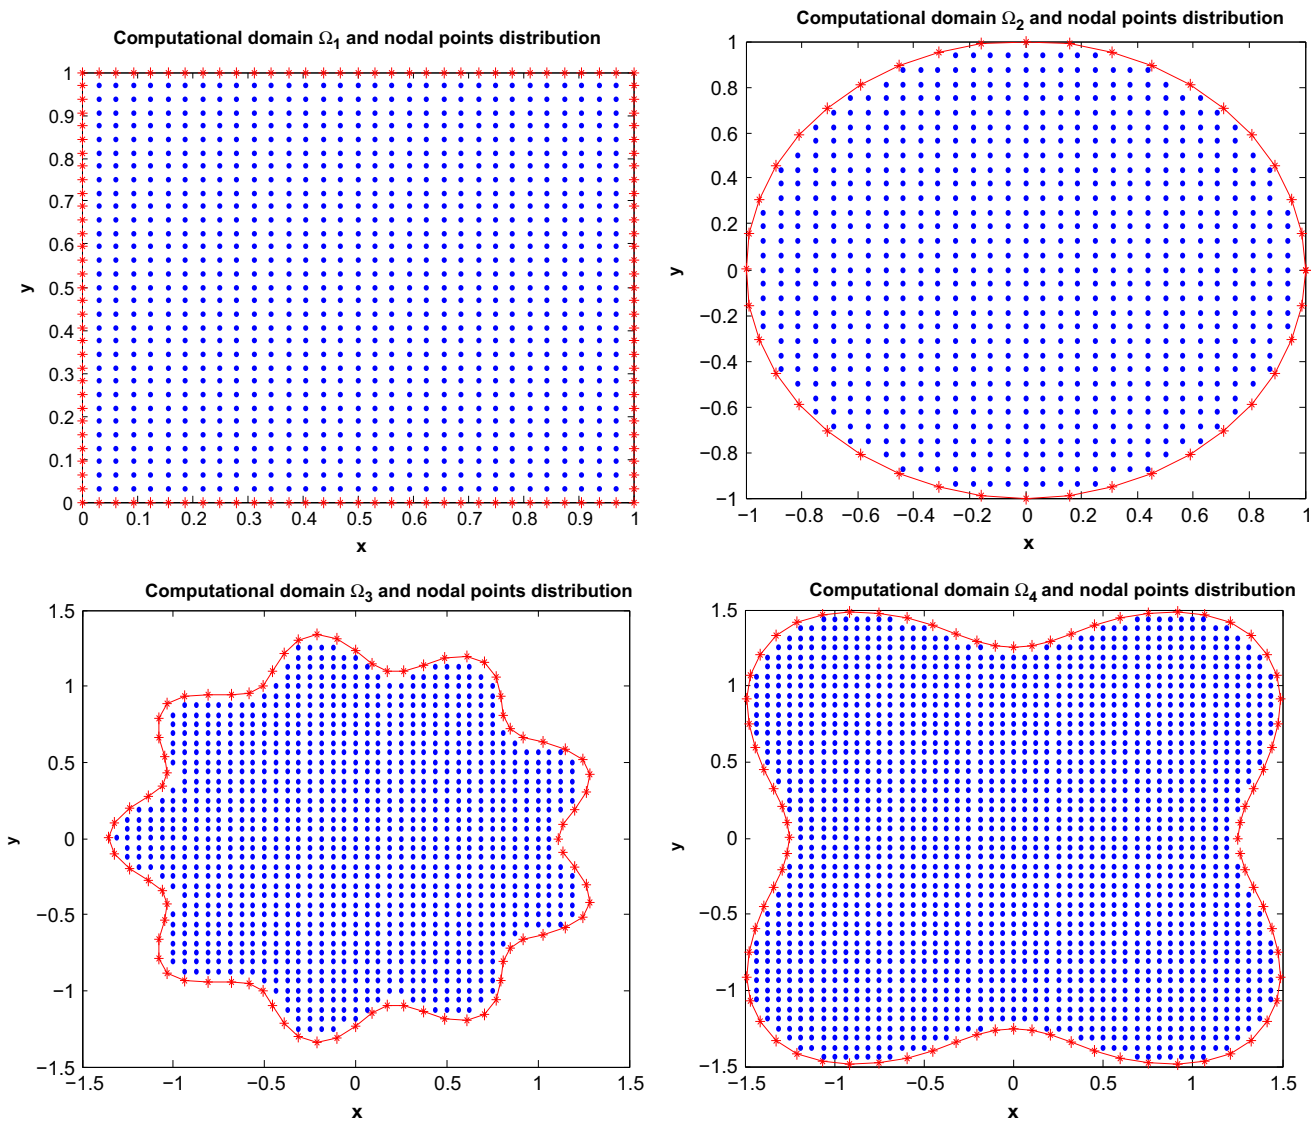 Computational domain Ω1 and nodal points distribution
1
0.9
0.8
0.7
0.6
0.5
0.4
0.3
0.2
0.1
0
y
0 0.1 0.2 0.3 0.4 0.5 0.6 0.7 0.8 0.9 1
x
Computational domain Ω2 and nodal points distribution
1
0.8
0.6
0.4
0.2
0
−0.2
−0.4
−0.6
−0.8
−1
y
−1 −0.8 −0.6 −0.4 −0.2 0 0.2 0.4 0.6 0.8 1
x
Computational domain Ω3 and nodal points distribution
1.5
1
0.5
0
−0.5
−1
−1.5
y
−1.5 −1 −0.5 0 0.5 1 1.5
x
Computational domain Ω4 and nodal points distribution
1.5
1
0.5
0
−0.5
−1
−1.5
y
−1.5 −1 −0.5 0 0.5 1 1.5
x